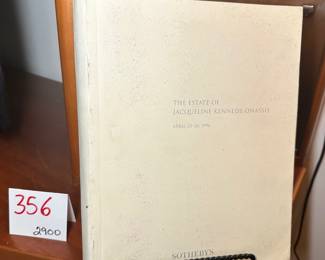 THE ESTATE OF
JACQUELINE KENNEDY ONASSIS
APRIL 23-26, 1996
356
2900
SOTHEBY'S